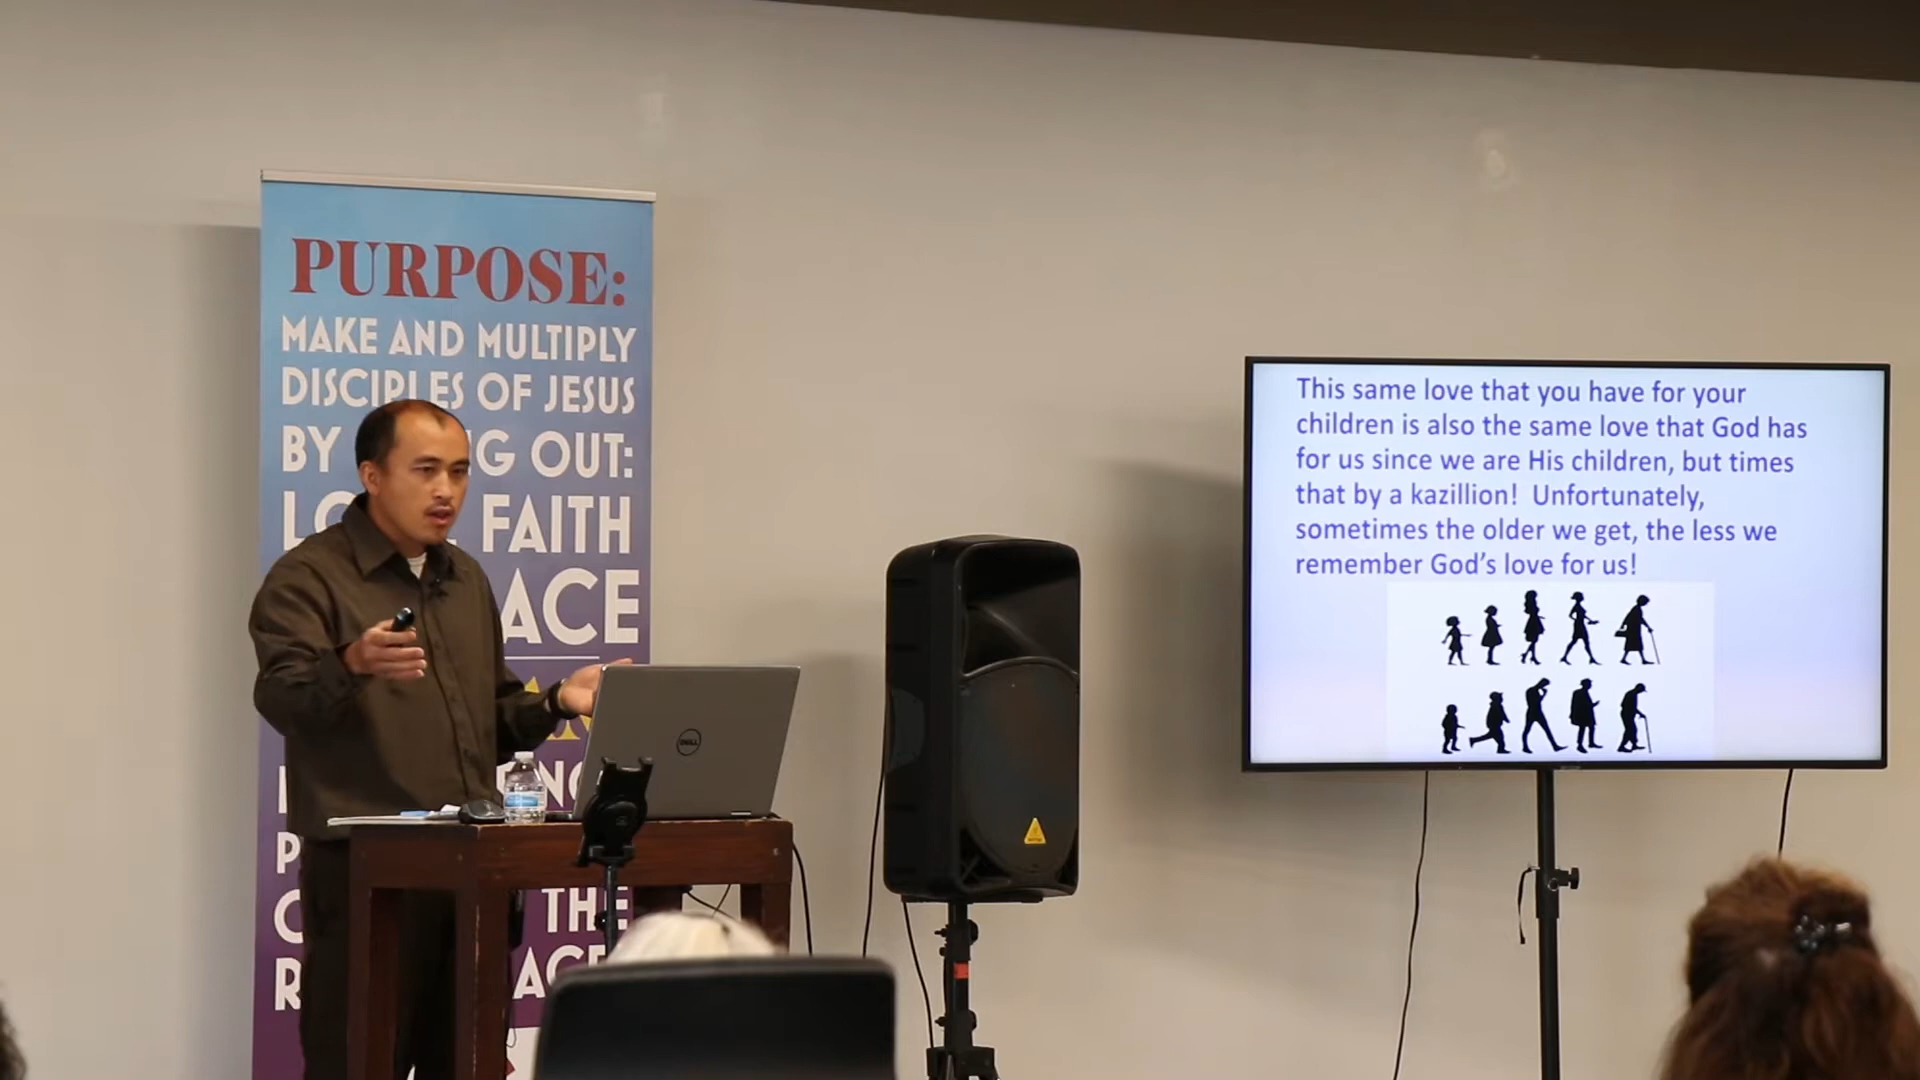 PURPOSE:
MAKE AND MULTIPLY
DISCIPLES OF JESUS
BY G OUT:
FAITH
ACE
THE
This same love that you have for your
children is also the same love that God has
for us since we are His children, but times
that by a kazillion!  Unfortunately,
sometimes the older we get, the less we
remember God's love for us!
DELL